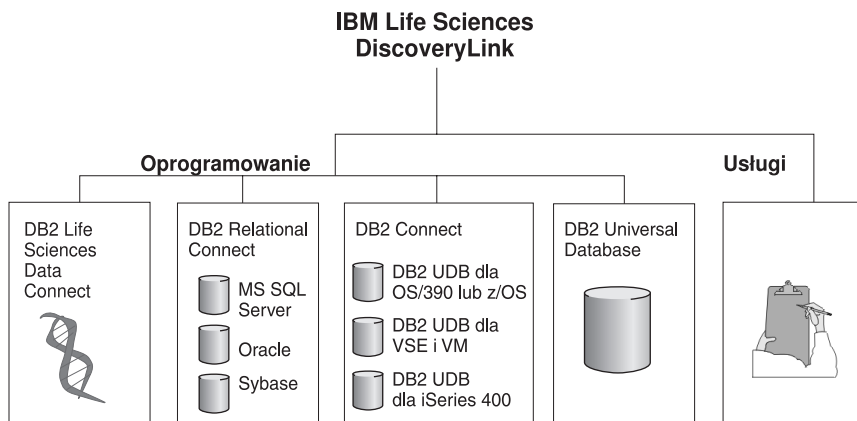 IBM Life Sciences
DiscoveryLink
Oprogramowanie
Usługi
DB2 Life
Sciences
Data
Connect
DB2 Relational
Connect
MS SQL
Server
Oracle
Sybase
DB2 Connect
DB2 UDB dla
OS/390 lub z/OS
DB2 UDB dla
VSE i VM
DB2 UDB
dla iSeries 400
DB2 Universal
Database